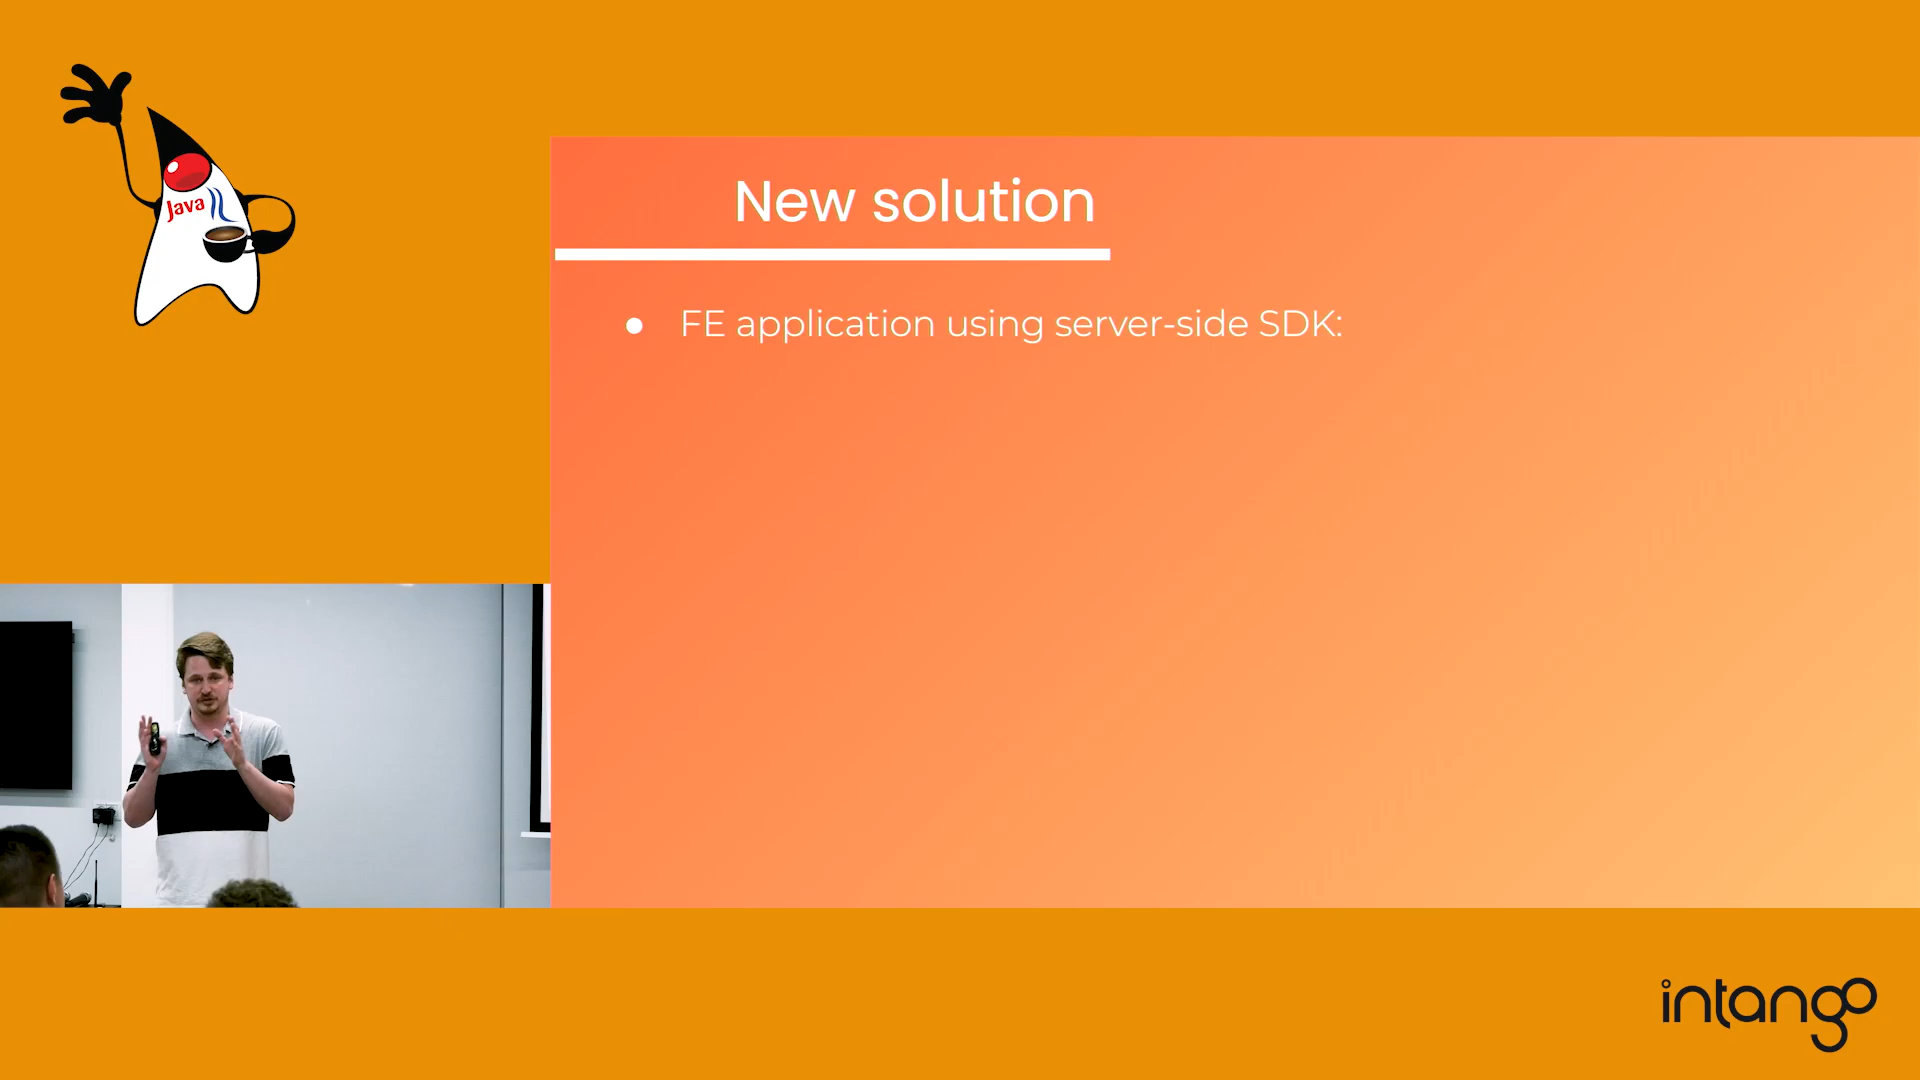 Java
New solution
● FE application using server-side SDK:
intango